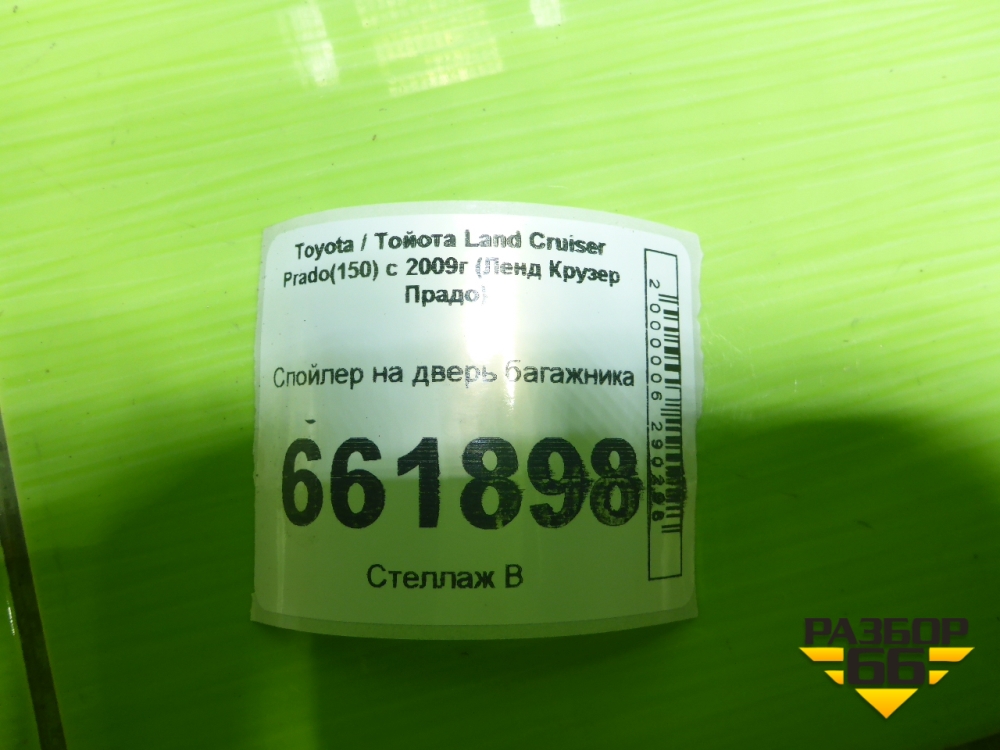 Toyota / Тойота Land Cruiser
Prado(150) с 2009г (Ленд Крузер
Прадо)
Спойлер на дверь багажника
661898
Стеллаж В
РАЗБОР
66